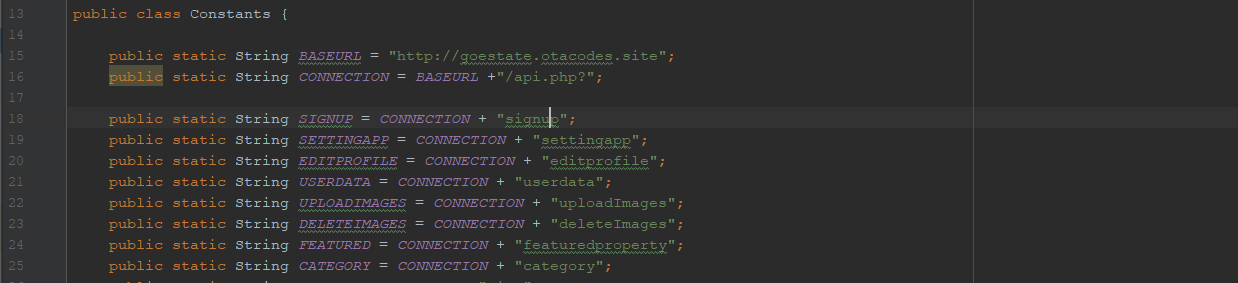 13 public class Constants {
14
15 public static String BASEURL = "http://goestate.otacodes.site";
16 public static String CONNECTION = BASEURL +"/api.php?";
17
18 public static String SIGNUP = CONNECTION + "signup";
19 public static String SETTINGAPP = CONNECTION + "settingapp";
20 public static String EDITPROFILE = CONNECTION + "editprofile";
21 public static String USERDATA = CONNECTION + "userdata";
22 public static String UPLOADIMAGES = CONNECTION + "uploadImages";
23 public static String DELETEIMAGES = CONNECTION + "deleteImages";
24 public static String FEATURED = CONNECTION + "featuredproperty";
25 public static String CATEGORY = CONNECTION + "category";